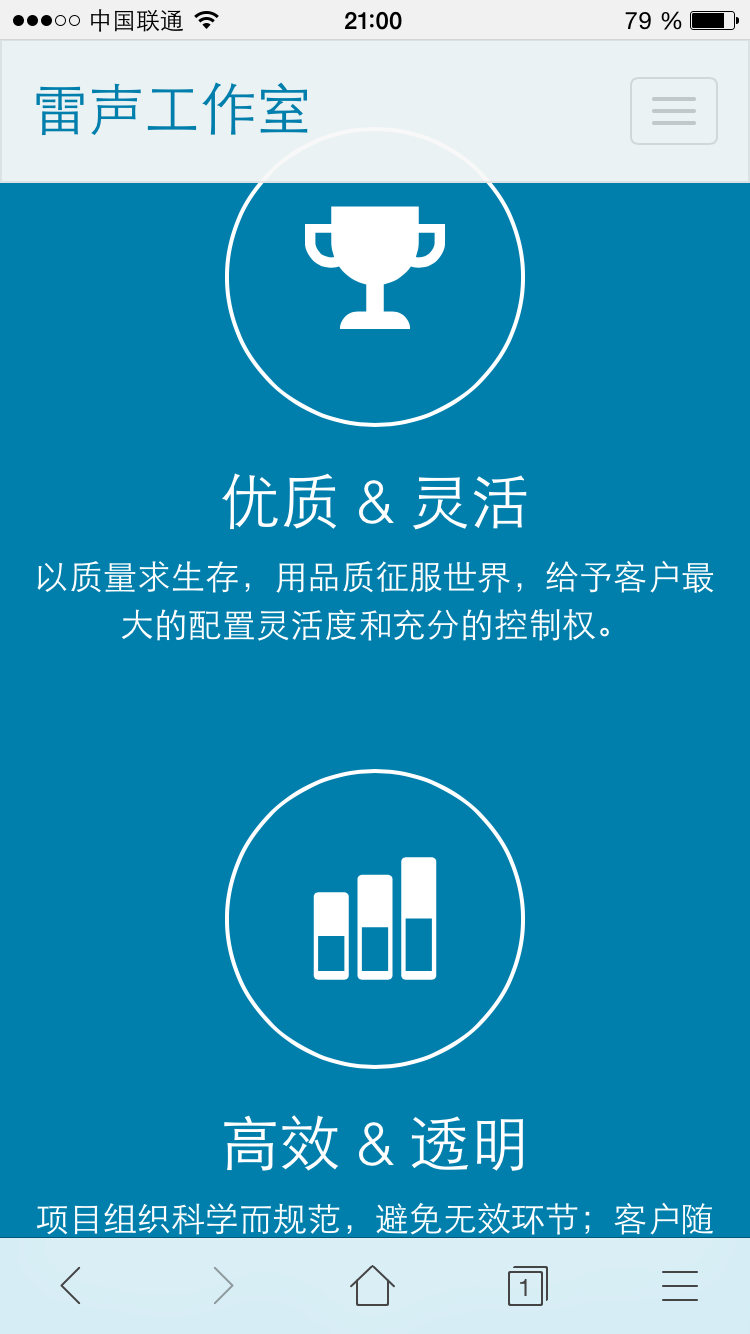 中国联通 21:00 79 %
雷声工作室
优质 & 灵活
以质量求生存，用品质征服世界，给予客户最
大的配置灵活度和充分的控制权。
高效 & 透明
项目组织科学而规范，避免无效环节；客户随
1